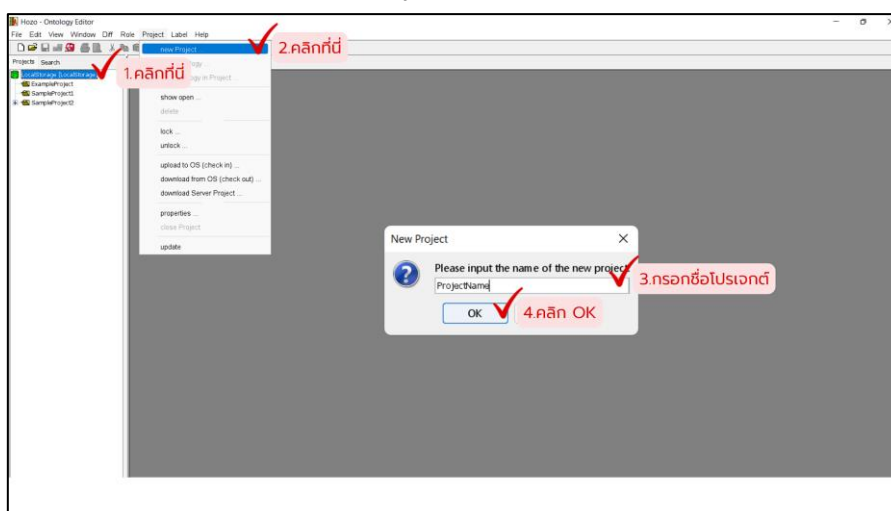 Hozo - Ontology Editor
File Edit View Window Diff Role Project Label Help
new Project
2.คลิกที่นี่
Projects Search
LocalStorage [LocalStorage]
1.คลิกที่นี่
in Project
ExampleProject
SampleProject1
show open ...
SampleProject2
delete
lock ...
unlock ...
upload to OS (check in) ...
download from OS (check out) ...
download Server Project ...
properties ...
close Project
update
New Project
Please input the name of the new project
ProjectName
3.กรอกชื่อโปรเจกต์
OK
4.คลิก OK